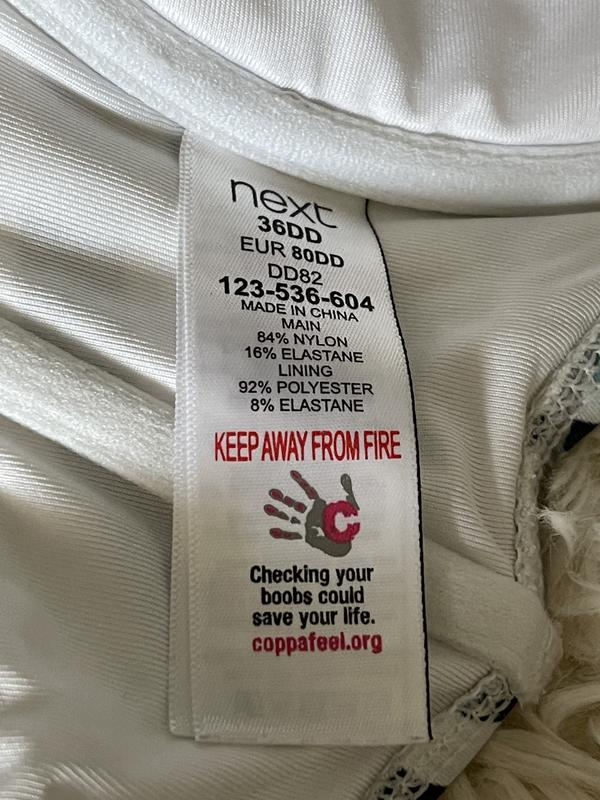 next
36DD
EUR 80DD
DD82
123-536-604
MADE IN CHINA
MAIN
84% NYLON
16% ELASTANE
LINING
92% POLYESTER
8% ELASTANE
KEEP AWAY FROM FIRE
C
Checking your
boobs could
save your life.
coppafeel.org